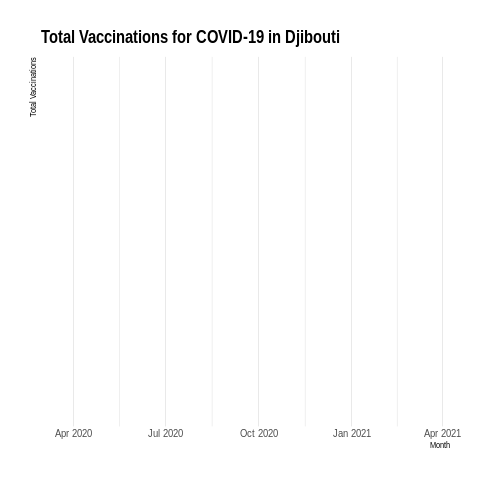 Total Vaccinations for COVID-19 in Djibouti
Total Vaccinations
Apr 2020 Jul 2020 Oct 2020 Jan 2021 Apr 2021
Month